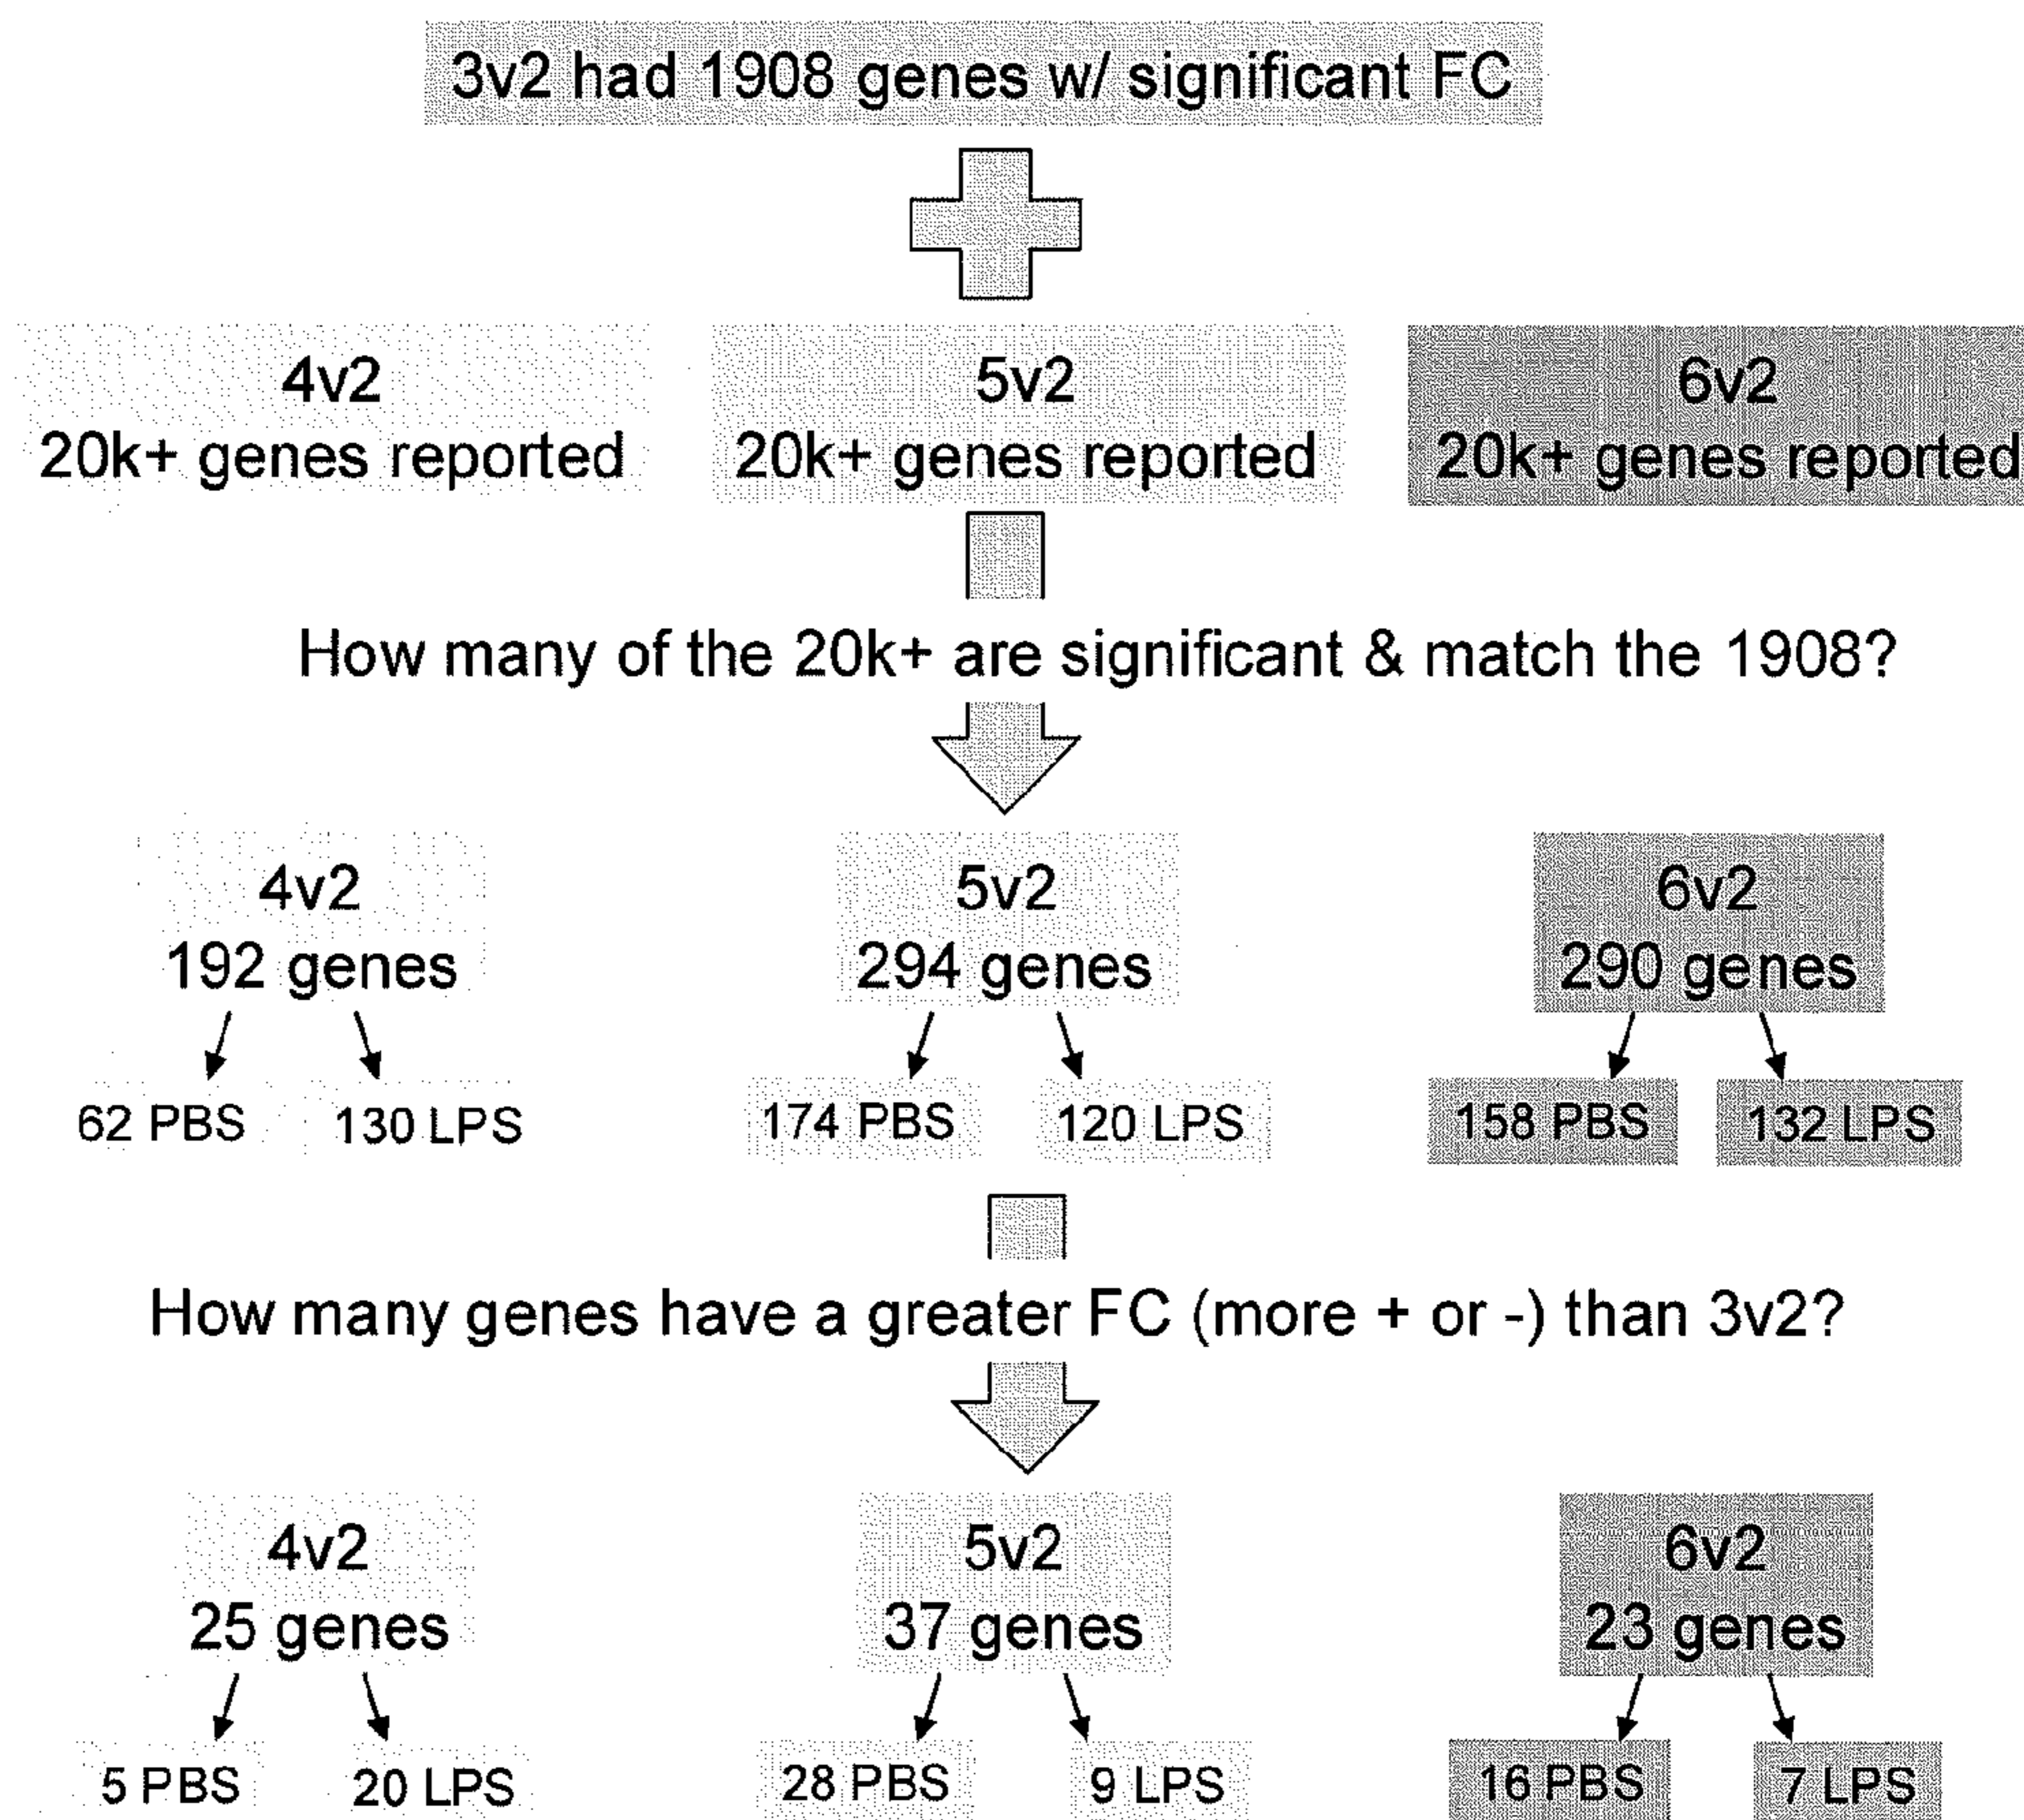 3v2 had 1908 genes w/ significant FC
4v2
20k+ genes reported
5v2
20k+ genes reported
6v2
20k+ genes reported
How many of the 20k+ are significant & match the 1908?
4v2
192 genes
62 PBS
130 LPS
5v2
294 genes
174 PBS
120 LPS
6v2
290 genes
158 PBS
132 LPS
How many genes have a greater FC (more + or -) than 3v2?
4v2
25 genes
5 PBS
20 LPS
5v2
37 genes
28 PBS
9 LPS
6v2
23 genes
16 PBS
7 LPS